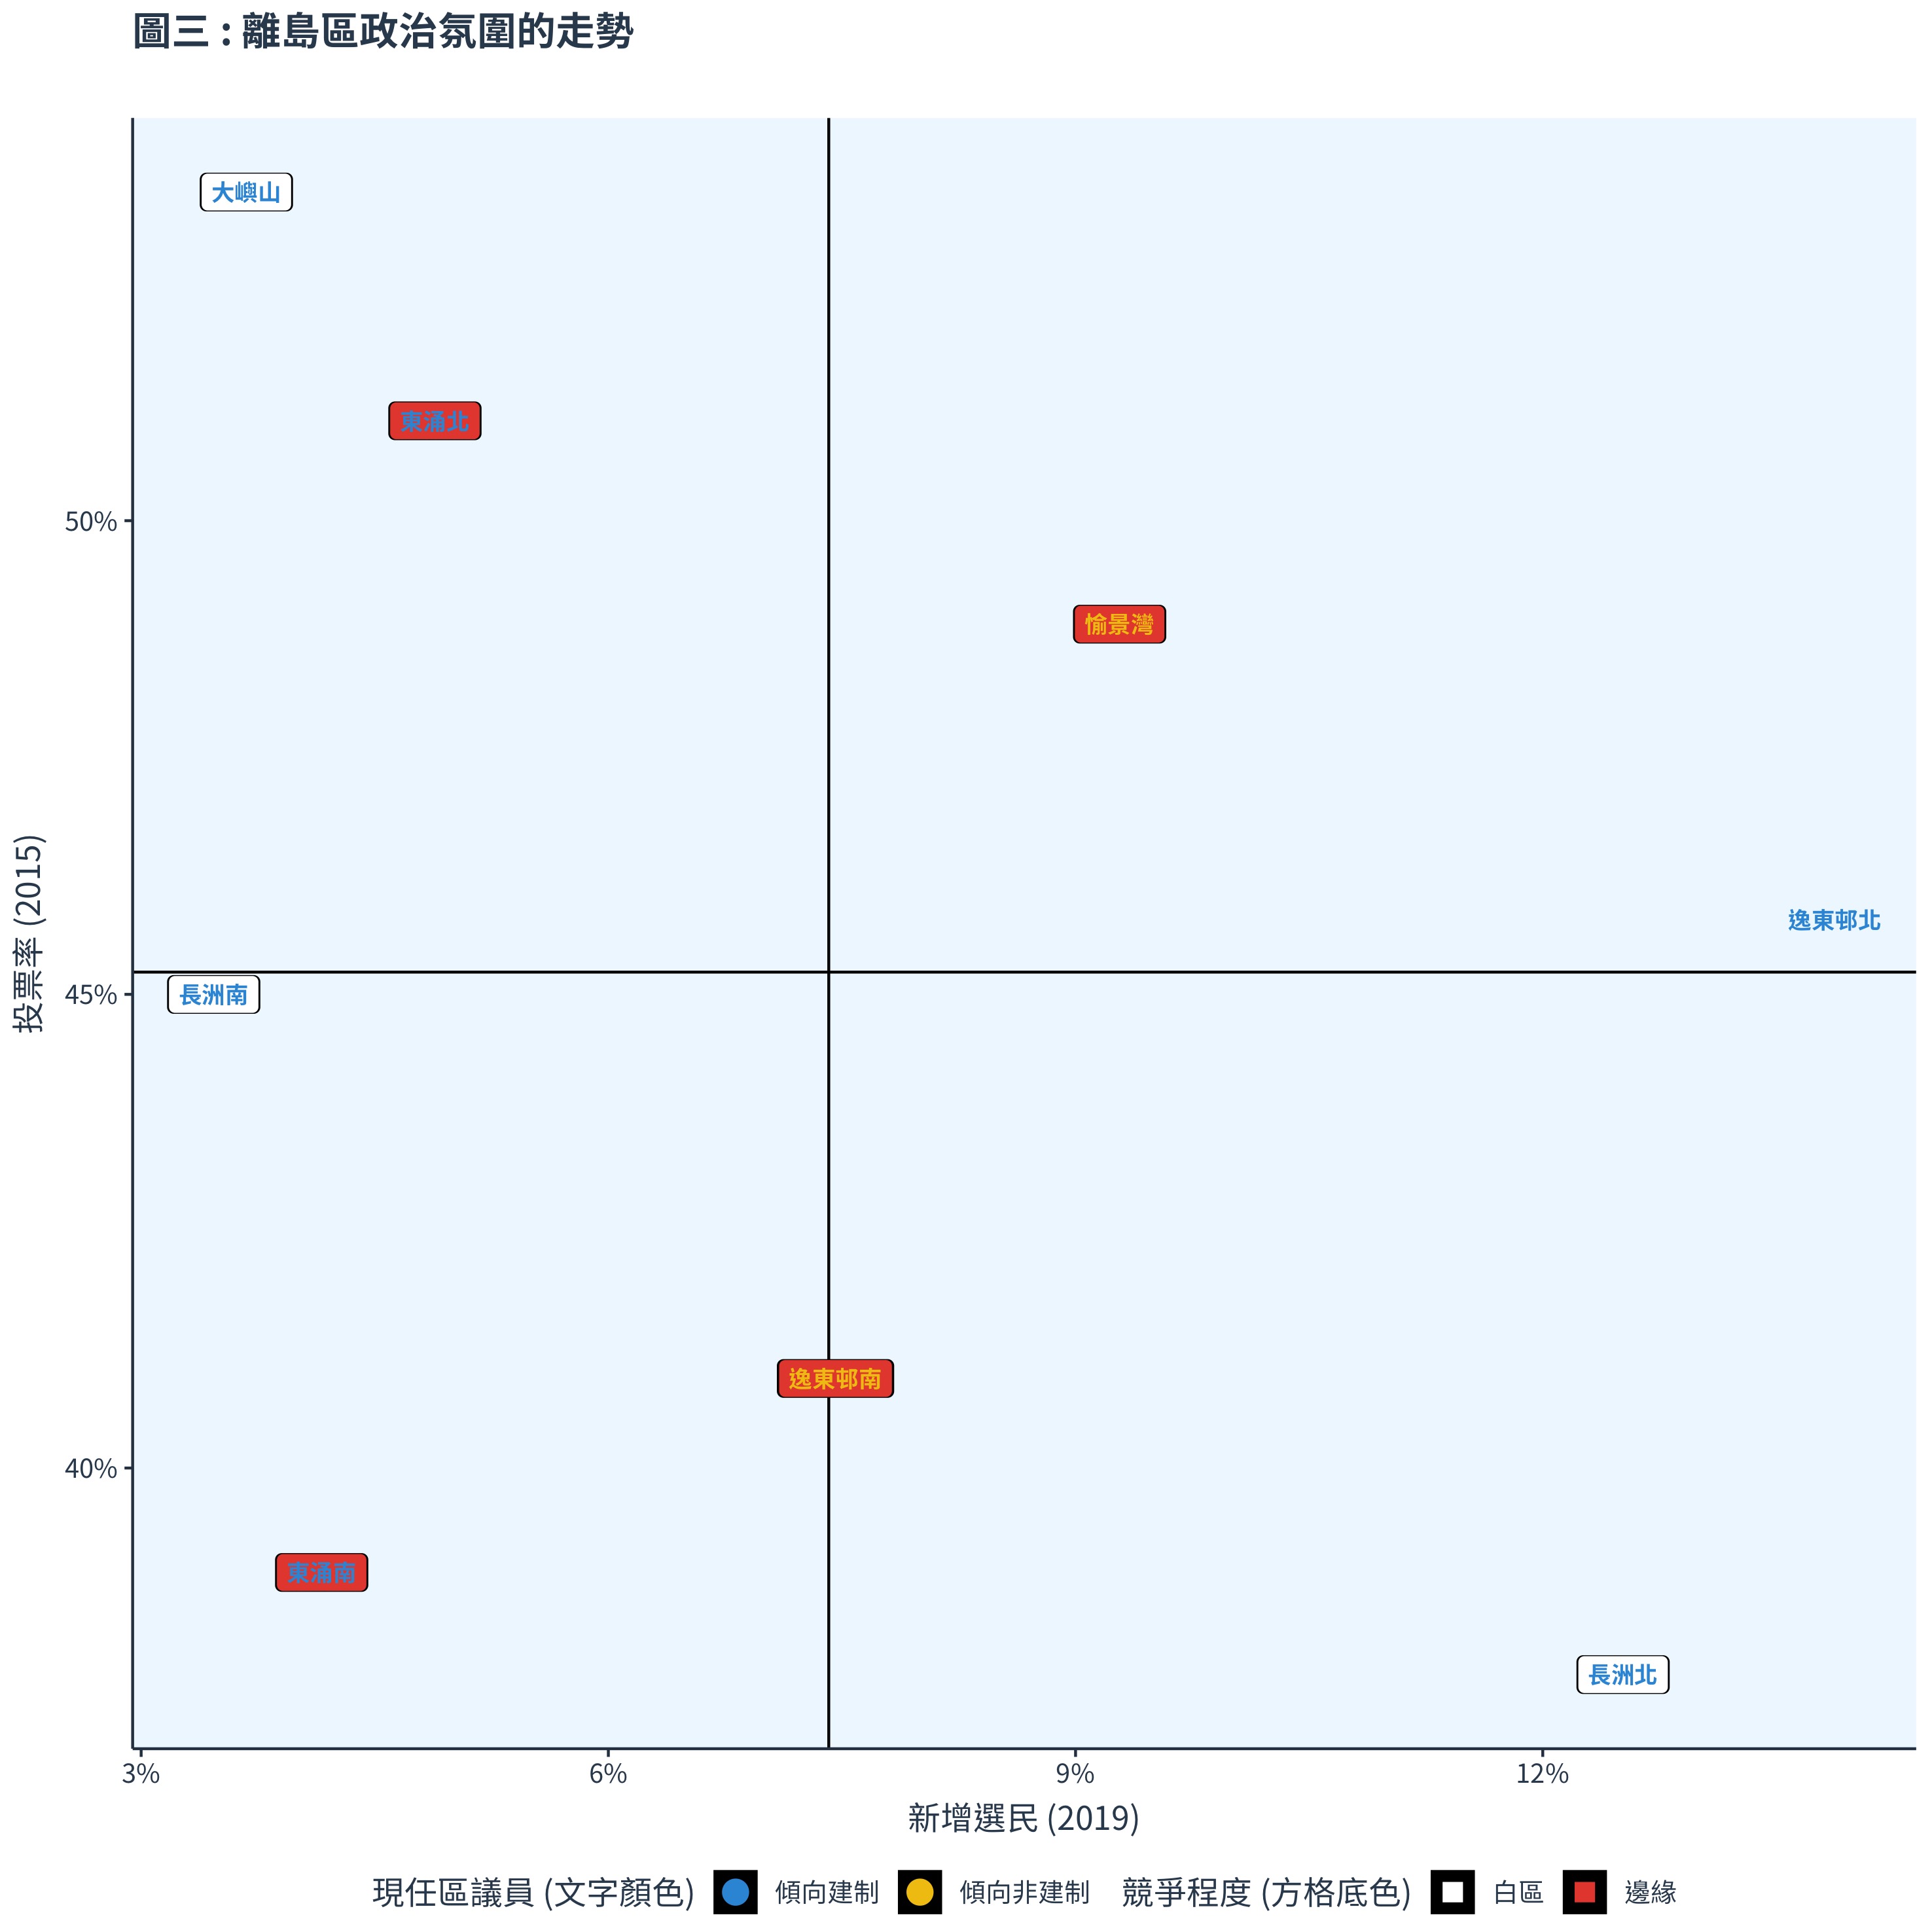 圖三 : 離島區政治氛圍的走勢
大嶼山
東涌北
50%
愉景灣
逸東邨北
投票率 (2015)
45%
長洲南
逸東邨南
40%
東涌南
長洲北
3%
6%
9%
12%
新增選民 (2019)
現任區議員 (文字顏色) 傾向建制 傾向非建制 競爭程度 (方格底色) 白區 邊緣